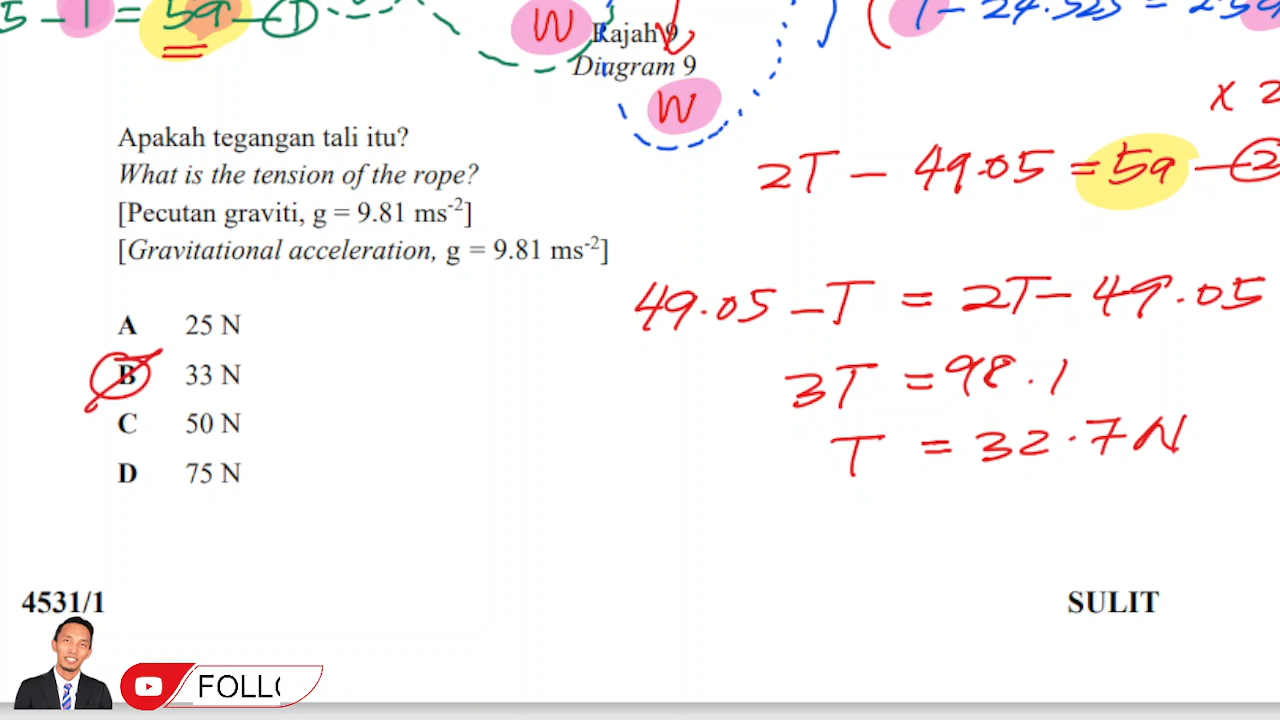 5 - T = 5a - ①
W
Rajah 9
T - 24.525 = 2.5a
Diagram 9
W
x 2
Apakah tegangan tali itu?
What is the tension of the rope?
[Pecutan graviti, g = 9.81 ms⁻²]
[Gravitational acceleration, g = 9.81 ms⁻²]
2T - 49.05 = 5a - ②
49.05 - T = 2T - 49.05
3T = 98.1
T = 32.7 N
A 25 N
B 33 N
C 50 N
D 75 N
4531/1
SULIT
FOLL